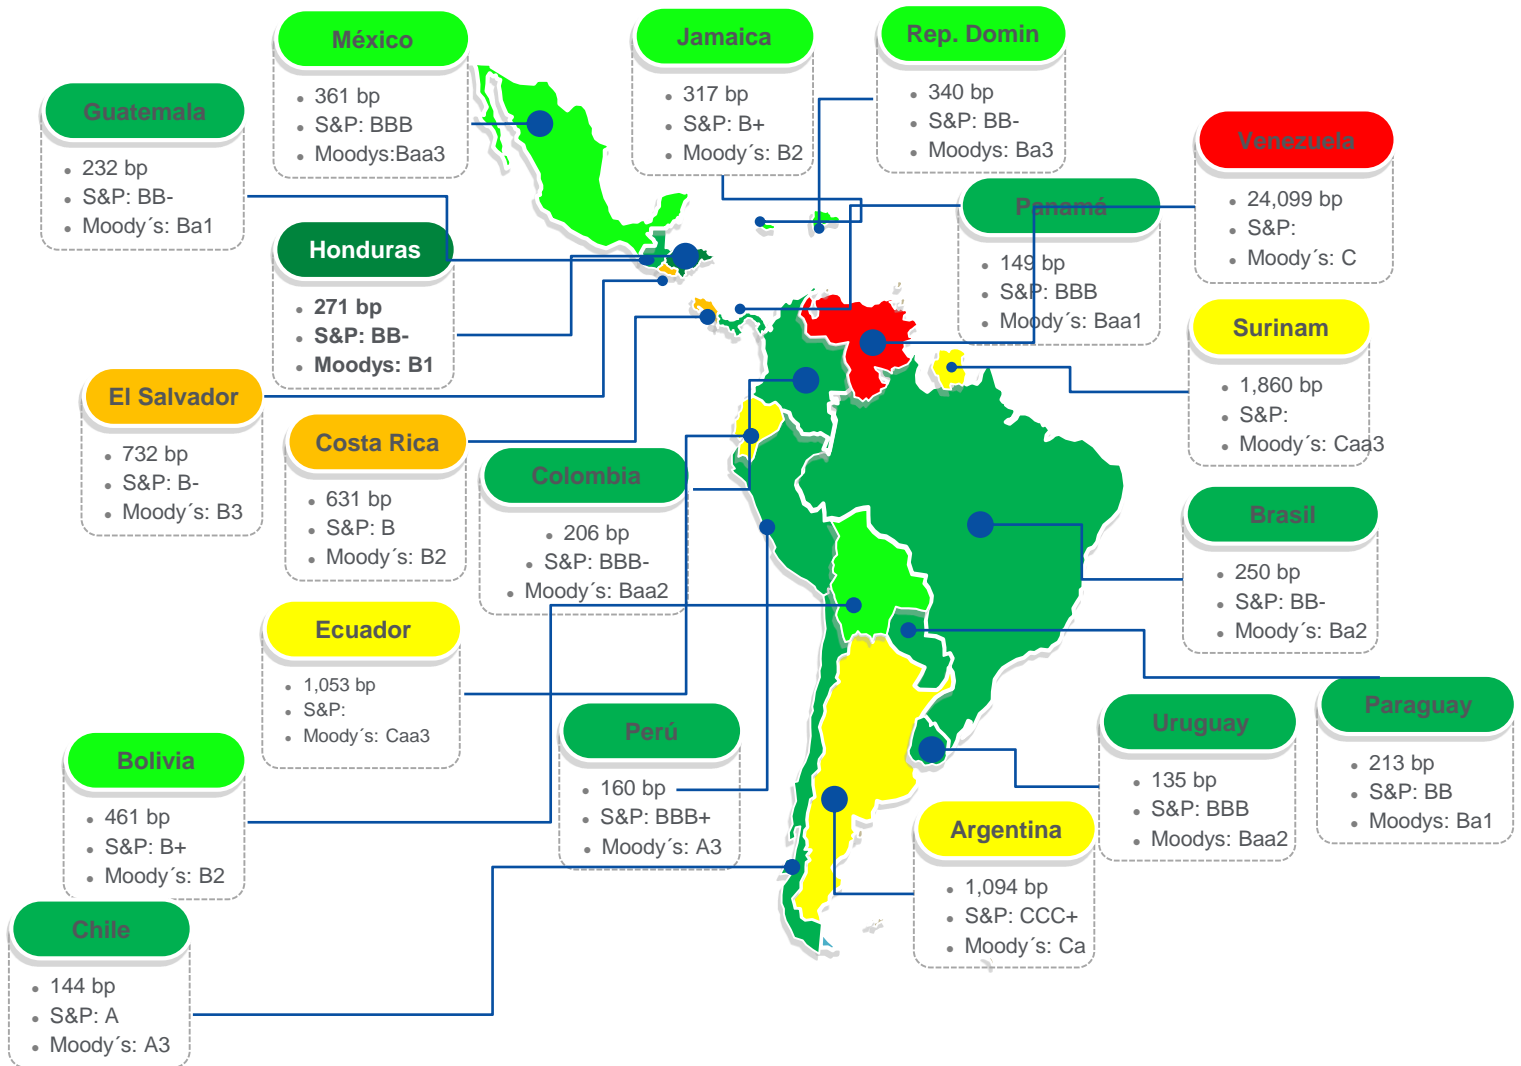 México
• 361 bp
• S&P: BBB
• Moodys:Baa3
Jamaica
• 317 bp
• S&P: B+
• Moody´s: B2
Rep. Domin
• 340 bp
• S&P: BB-
• Moodys: Ba3
Guatemala
• 232 bp
• S&P: BB-
• Moody´s: Ba1
Venezuela
• 24,099 bp
• S&P:
• Moody´s: C
Panamá
• 149 bp
• S&P: BBB
• Moody´s: Baa1
Honduras
• 271 bp
• S&P: BB-
• Moodys: B1
Surinam
• 1,860 bp
• S&P:
• Moody´s: Caa3
El Salvador
• 732 bp
• S&P: B-
• Moody´s: B3
Costa Rica
• 631 bp
• S&P: B
• Moody´s: B2
Colombia
• 206 bp
• S&P: BBB-
• Moody´s: Baa2
Brasil
• 250 bp
• S&P: BB-
• Moody´s: Ba2
Ecuador
• 1,053 bp
• S&P:
• Moody´s: Caa3
Perú
• 160 bp
• S&P: BBB+
• Moody´s: A3
Uruguay
• 135 bp
• S&P: BBB
• Moodys: Baa2
Paraguay
• 213 bp
• S&P: BB
• Moodys: Ba1
Bolivia
• 461 bp
• S&P: B+
• Moody´s: B2
Argentina
• 1,094 bp
• S&P: CCC+
• Moody´s: Ca
Chile
• 144 bp
• S&P: A
• Moody´s: A3